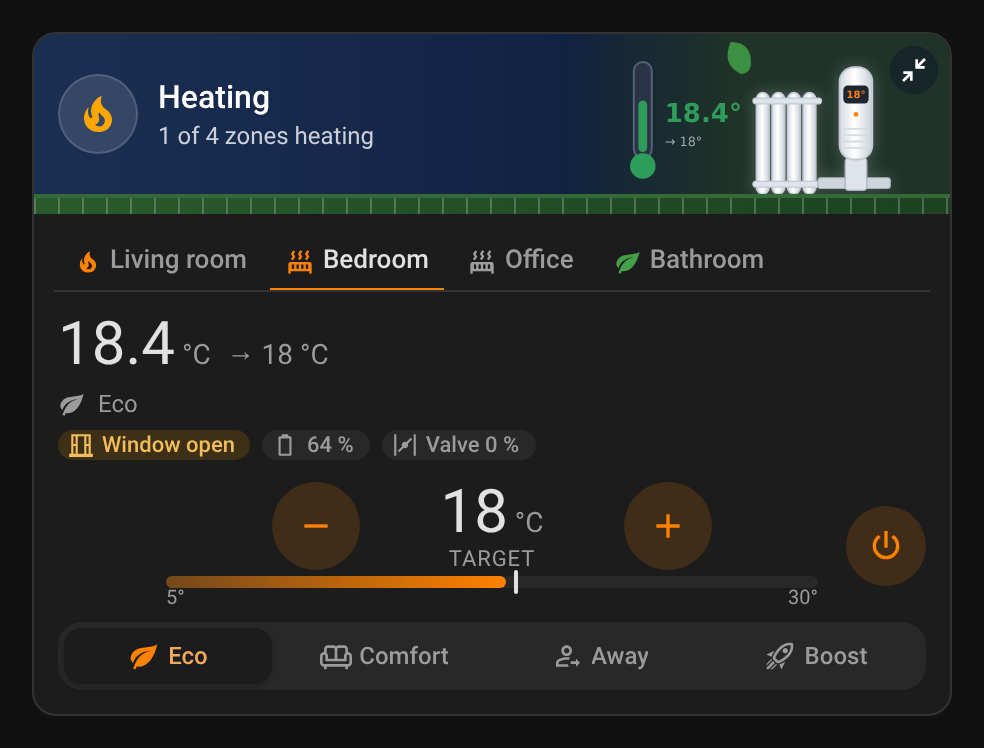 Heating
1 of 4 zones heating
18.4°
→ 18°
18°
Living room
Bedroom
Office
Bathroom
18.4 °C → 18 °C
Eco
Window open
64 %
Valve 0 %
18 °C
TARGET
5°
30°
Eco
Comfort
Away
Boost